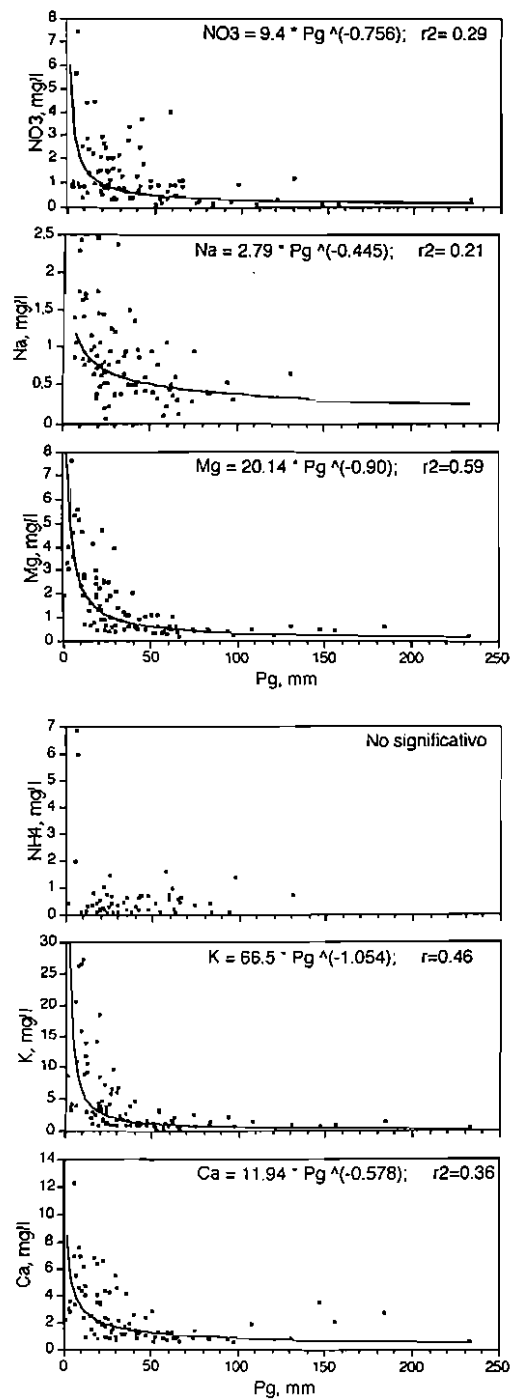 NO3 = 9.4 * Pg ^(-0.756); r2= 0.29
NO3, mg/l
8
7
6
5
4
3
2
1
0
Na = 2.79 * Pg ^(-0.445); r2= 0.21
Na, mg/l
2.5
2
1.5
1
0.5
0
Mg = 20.14 * Pg ^(-0.90); r2=0.59
Mg, mg/l
8
7
6
5
4
3
2
1
0
0 50 100 150 200 250
Pg, mm
No significativo
NH4, mg/l
7
6
5
4
3
2
1
0
K = 66.5 * Pg ^(-1.054); r=0.46
K, mg/l
30
25
20
15
10
5
0
Ca = 11.94 * Pg ^(-0.578); r2=0.36
Ca, mg/l
14
12
10
8
6
4
2
0
0 50 100 150 200 250
Pg, mm